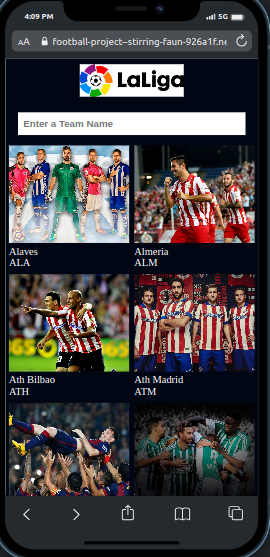 4:09 PM
5G
AA football-project--stirring-faun-926a1f.ne
LaLiga
Enter a Team Name
Alaves
ALA
Almeria
ALM
Ath Bilbao
ATH
Ath Madrid
ATM